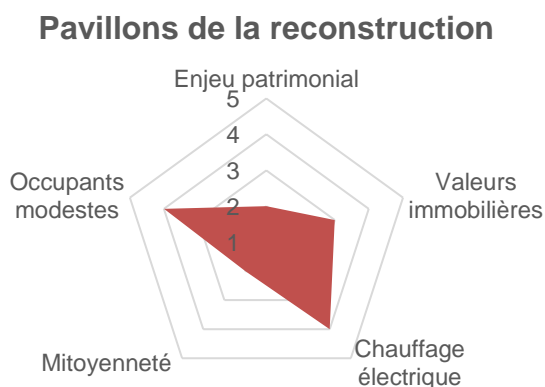 Pavillons de la reconstruction
Enjeu patrimonial
5
4
3
2
1
Valeurs
immobilières
Chauffage
électrique
Mitoyenneté
Occupants
modestes